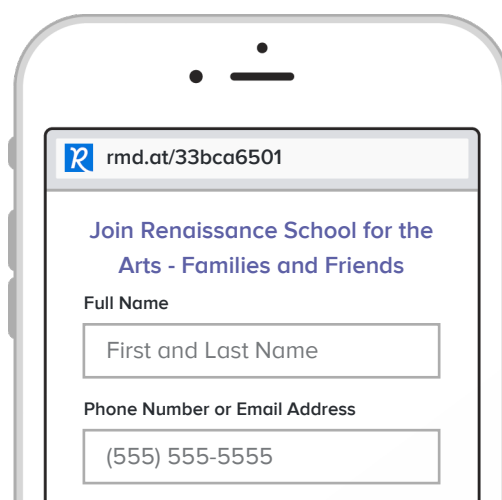 rmd.at/33bca6501
Join Renaissance School for the
Arts - Families and Friends
Full Name
First and Last Name
Phone Number or Email Address
(555) 555-5555